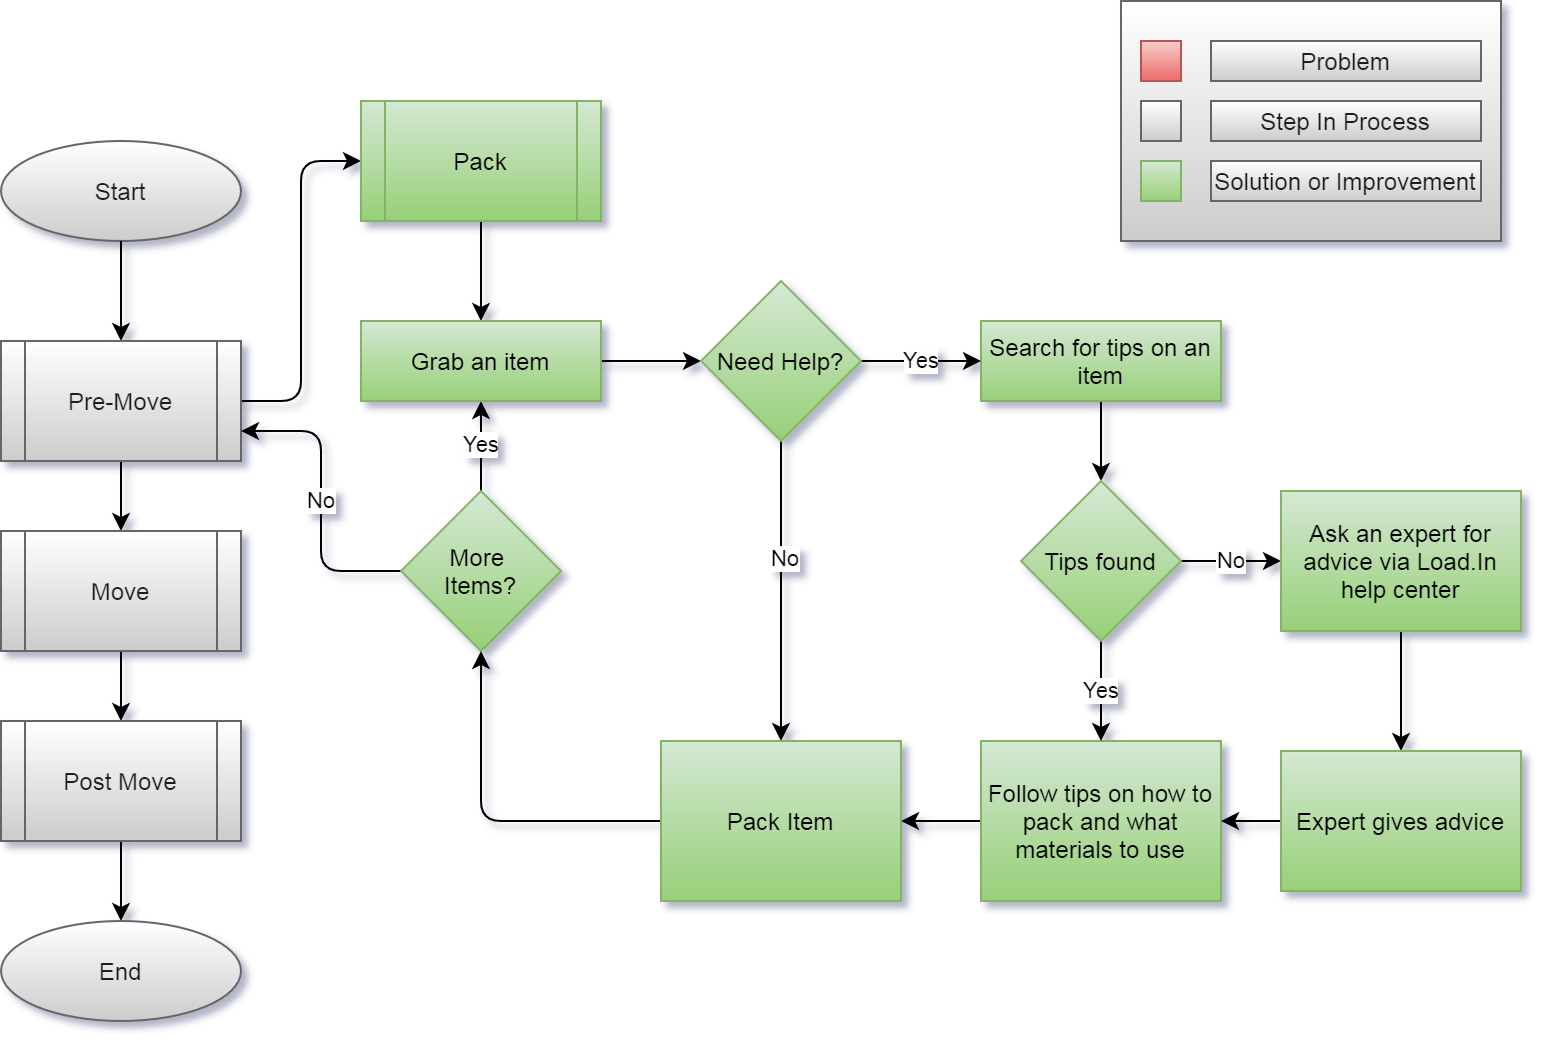 Problem
Step In Process
Solution or Improvement
Start
Pack
Pre-Move
Grab an item
Need Help?
Yes
Search for tips on an
item
Yes
No
More
Items?
No
Tips found
No
Ask an expert for
advice via Load.In
help center
Move
Yes
Post Move
Pack Item
Follow tips on how to
pack and what
materials to use
Expert gives advice
End